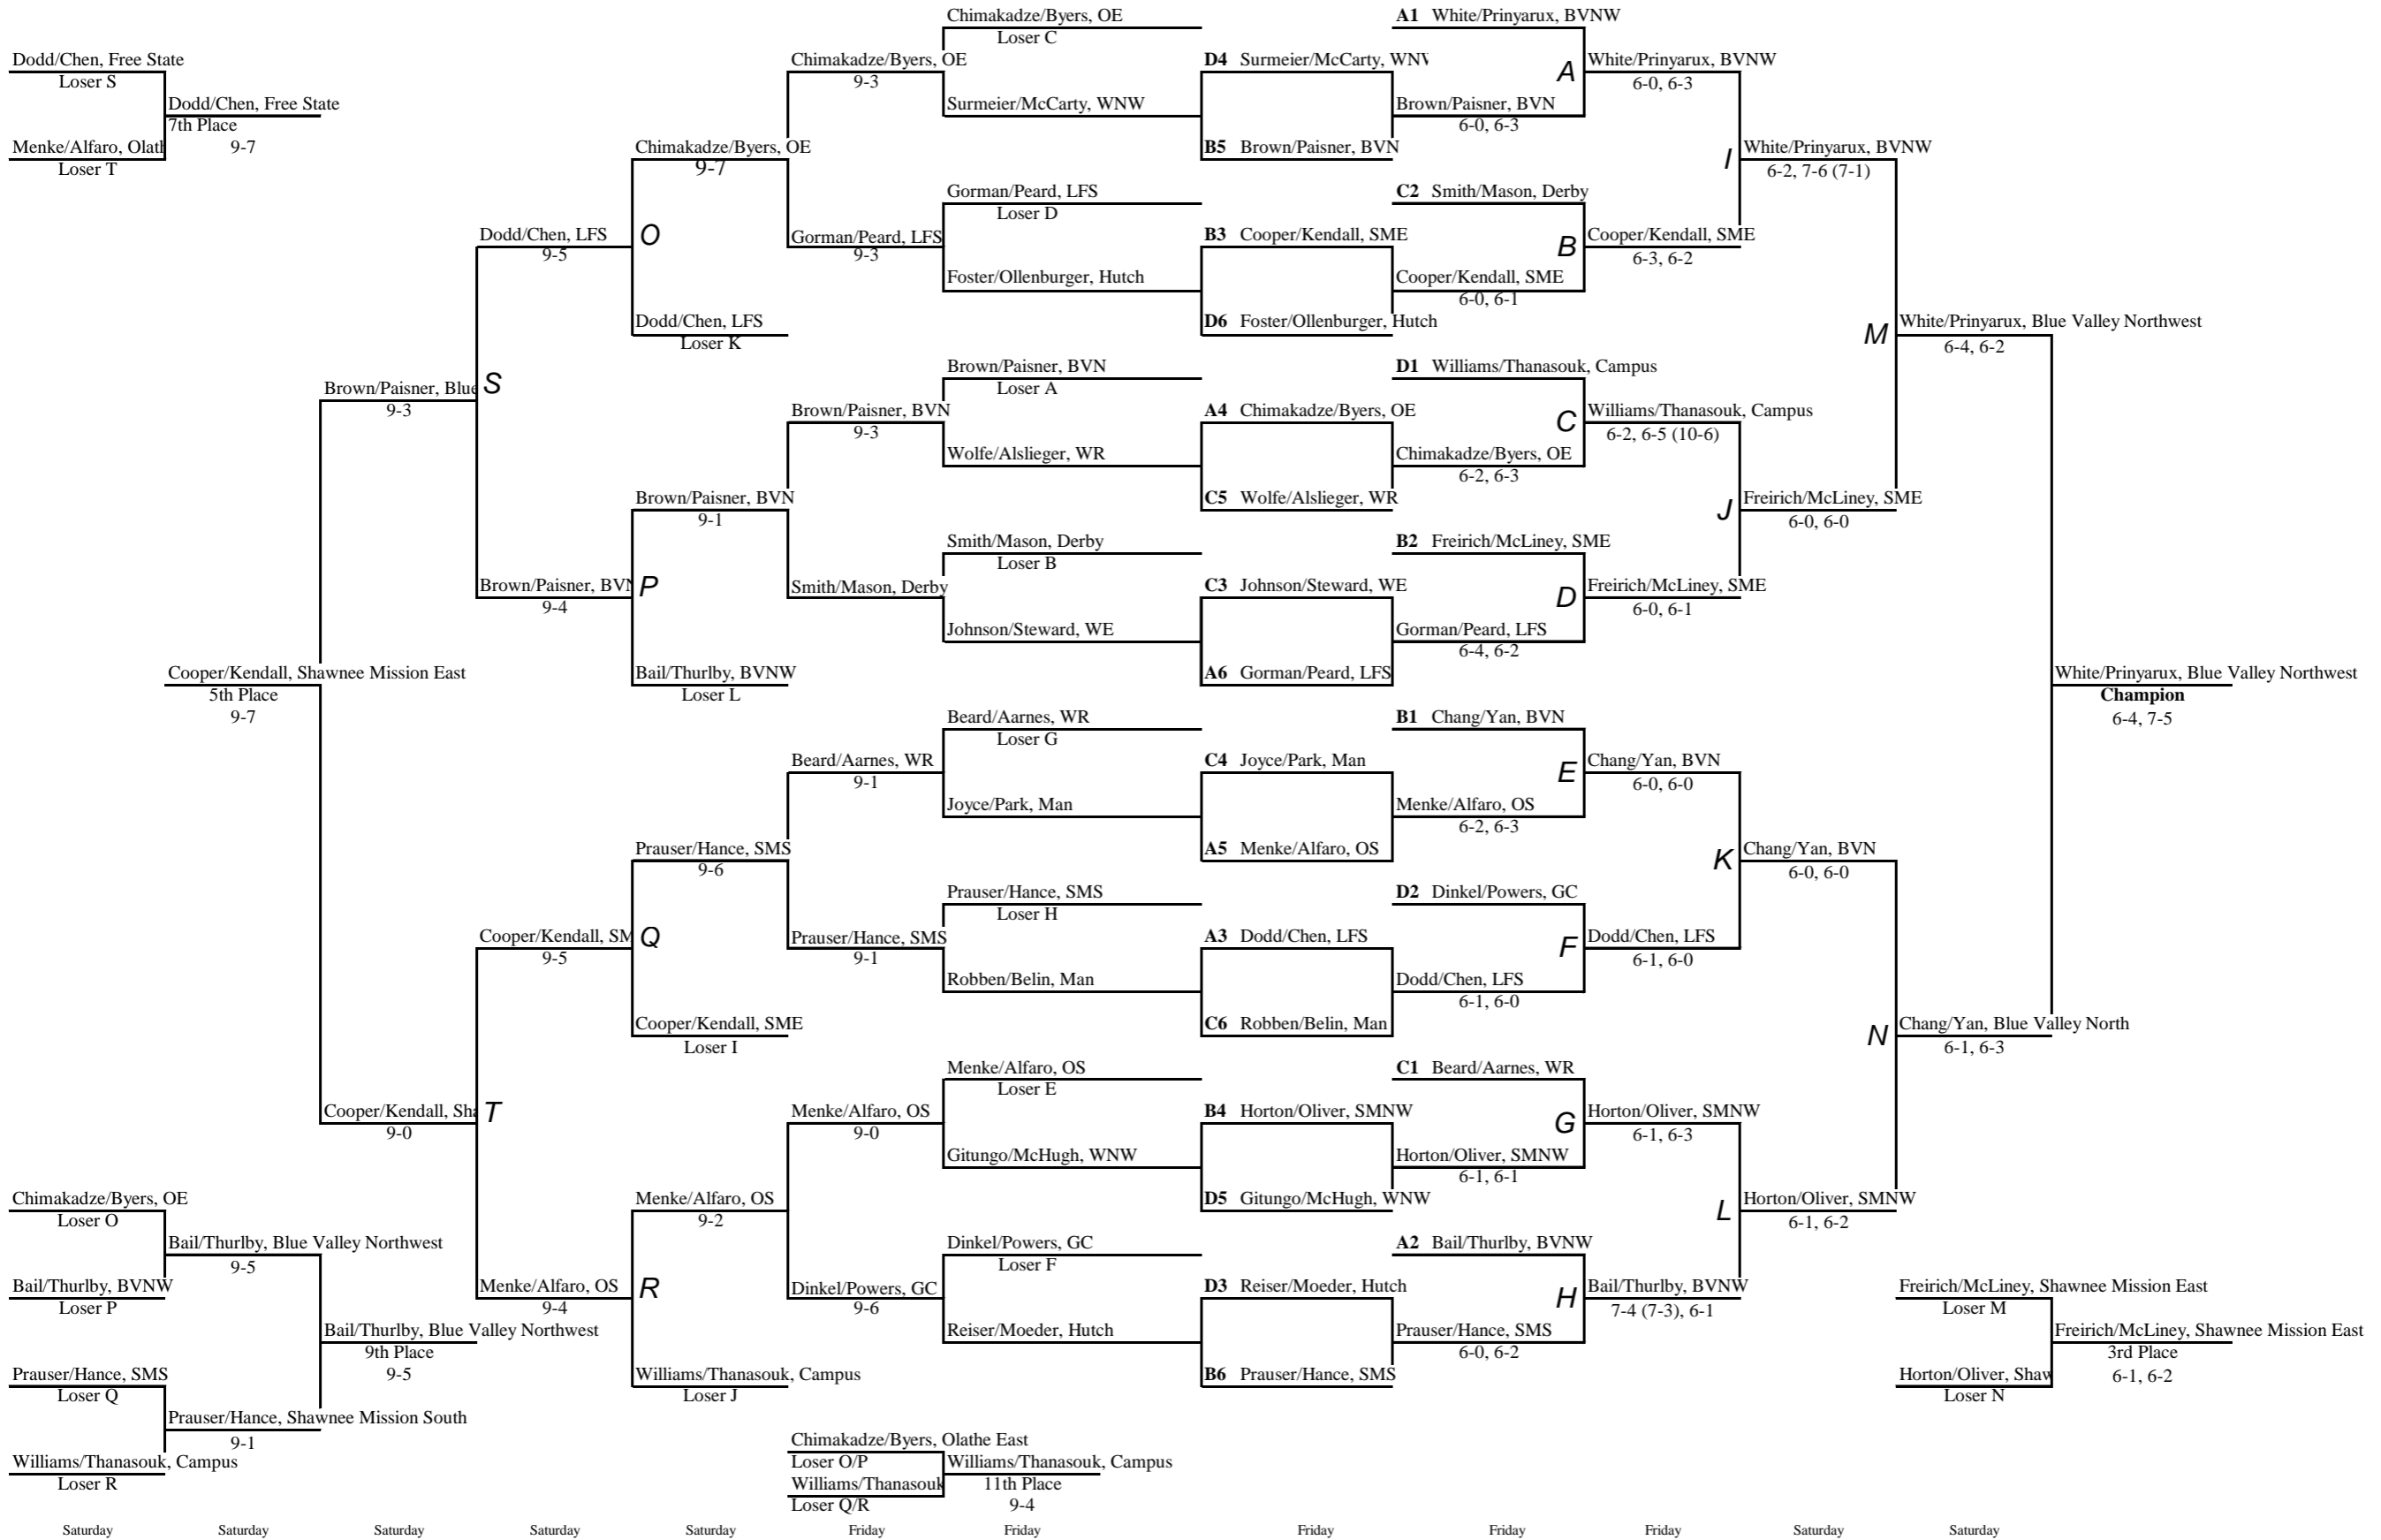 Dodd/Chen, Free State
Loser S
Dodd/Chen, Free State
7th Place
9-7
Menke/Alfaro, Olath
Loser T
Cooper/Kendall, Shawnee Mission East
5th Place
9-7
Chimakadze/Byers, OE
Loser O
Bail/Thurlby, Blue Valley Northwest
9-5
Bail/Thurlby, BVNW
Loser P
Bail/Thurlby, Blue Valley Northwest
9th Place
9-5
Prauser/Hance, SMS
Loser Q
Prauser/Hance, Shawnee Mission South
9-1
Williams/Thanasouk, Campus
Loser R
Brown/Paisner, Blue
9-3
Cooper/Kendall, Sha
9-0
Dodd/Chen, LFS
9-5
S
Brown/Paisner, BVN
9-4
Cooper/Kendall, SM
9-5
T
Menke/Alfaro, OS
9-4
Chimakadze/Byers, OE
9-7
O
Dodd/Chen, LFS
Loser K
Brown/Paisner, BVN
9-1
P
Bail/Thurlby, BVNW
Loser L
Prauser/Hance, SMS
9-6
Q
Cooper/Kendall, SME
Loser I
Menke/Alfaro, OS
9-2
R
Williams/Thanasouk, Campus
Loser J
Chimakadze/Byers, OE
9-3
Gorman/Peard, LFS
9-3
Brown/Paisner, BVN
9-3
Smith/Mason, Derby
Beard/Aarnes, WR
9-1
Prauser/Hance, SMS
9-1
Menke/Alfaro, OS
9-0
Dinkel/Powers, GC
9-6
Chimakadze/Byers, Olathe East
Loser O/P
Williams/Thanasouk
Loser Q/R
Williams/Thanasouk, Campus
11th Place
9-4
Chimakadze/Byers, OE
Loser C
Surmeier/McCarty, WNW
Gorman/Peard, LFS
Loser D
Foster/Ollenburger, Hutch
Brown/Paisner, BVN
Loser A
Wolfe/Alslieger, WR
Smith/Mason, Derby
Loser B
Johnson/Steward, WE
Beard/Aarnes, WR
Loser G
Joyce/Park, Man
Prauser/Hance, SMS
Loser H
Robben/Belin, Man
Menke/Alfaro, OS
Loser E
Gitungo/McHugh, WNW
Dinkel/Powers, GC
Loser F
Reiser/Moeder, Hutch
D4 Surmeier/McCarty, WNW
B5 Brown/Paisner, BVN
B3 Cooper/Kendall, SME
D6 Foster/Ollenburger, Hutch
A4 Chimakadze/Byers, OE
C5 Wolfe/Alslieger, WR
C3 Johnson/Steward, WE
A6 Gorman/Peard, LFS
C4 Joyce/Park, Man
A5 Menke/Alfaro, OS
A3 Dodd/Chen, LFS
C6 Robben/Belin, Man
B4 Horton/Oliver, SMNW
D5 Gitungo/McHugh, WNW
D3 Reiser/Moeder, Hutch
B6 Prauser/Hance, SMS
A1 White/Prinyarux, BVNW
A
Brown/Paisner, BVN
6-0, 6-3
C2 Smith/Mason, Derby
B
Cooper/Kendall, SME
6-0, 6-1
D1 Williams/Thanasouk, Campus
C
Chimakadze/Byers, OE
6-2, 6-3
B2 Freirich/McLiney, SME
D
Gorman/Peard, LFS
6-4, 6-2
B1 Chang/Yan, BVN
E
Menke/Alfaro, OS
6-2, 6-3
D2 Dinkel/Powers, GC
F
Dodd/Chen, LFS
6-1, 6-0
C1 Beard/Aarnes, WR
G
Horton/Oliver, SMNW
6-1, 6-1
A2 Bail/Thurlby, BVNW
H
Prauser/Hance, SMS
6-0, 6-2
White/Prinyarux, BVNW
6-0, 6-3
I
Cooper/Kendall, SME
6-3, 6-2
Williams/Thanasouk, Campus
6-2, 6-5 (10-6)
J
Freirich/McLiney, SME
6-0, 6-1
Chang/Yan, BVN
6-0, 6-0
K
Dodd/Chen, LFS
6-1, 6-0
Horton/Oliver, SMNW
6-1, 6-3
L
Bail/Thurlby, BVNW
7-4 (7-3), 6-1
White/Prinyarux, BVNW
6-2, 7-6 (7-1)
M
Freirich/McLiney, SME
6-0, 6-0
Chang/Yan, BVN
6-0, 6-0
N
Horton/Oliver, SMNW
6-1, 6-2
White/Prinyarux, Blue Valley Northwest
6-4, 6-2
Chang/Yan, Blue Valley North
6-1, 6-3
White/Prinyarux, Blue Valley Northwest
Champion
6-4, 7-5
Freirich/McLiney, Shawnee Mission East
Loser M
Freirich/McLiney, Shawnee Mission East
3rd Place
6-1, 6-2
Horton/Oliver, Shaw
Loser N
Saturday Saturday Saturday Saturday Saturday Friday Friday Friday Friday Friday Saturday Saturday